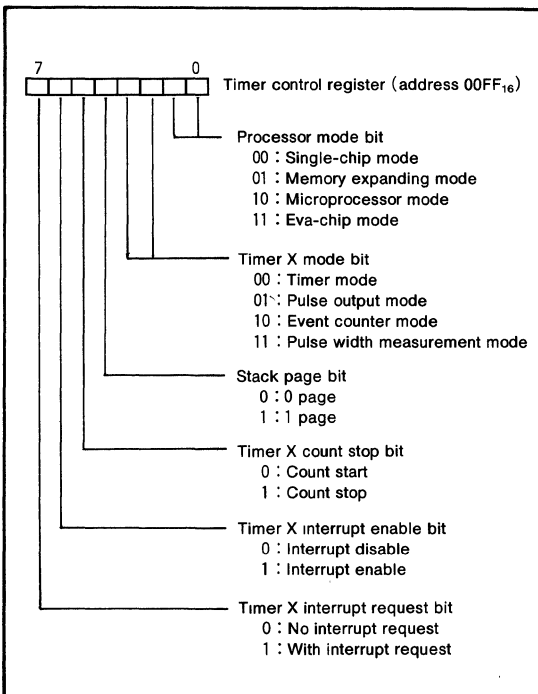 7 0
Timer control register (address 00FF₁₆)
Processor mode bit
00 : Single-chip mode
01 : Memory expanding mode
10 : Microprocessor mode
11 : Eva-chip mode
Timer X mode bit
00 : Timer mode
01 : Pulse output mode
10 : Event counter mode
11 : Pulse width measurement mode
Stack page bit
0 : 0 page
1 : 1 page
Timer X count stop bit
0 : Count start
1 : Count stop
Timer X interrupt enable bit
0 : Interrupt disable
1 : Interrupt enable
Timer X interrupt request bit
0 : No interrupt request
1 : With interrupt request